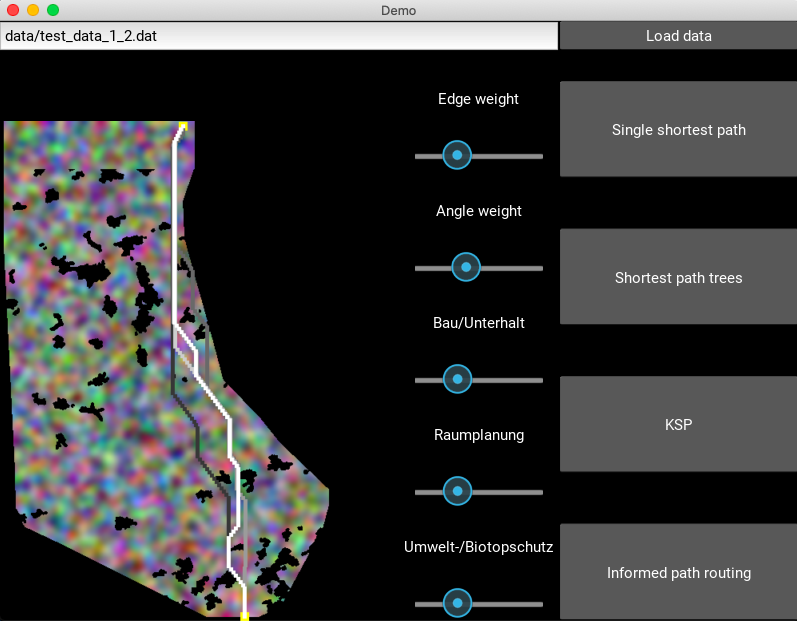 Demo
data/test_data_1_2.dat
Load data
Edge weight
Single shortest path
Angle weight
Shortest path trees
Bau/Unterhalt
Raumplanung
KSP
Umwelt-/Biotopschutz
Informed path routing